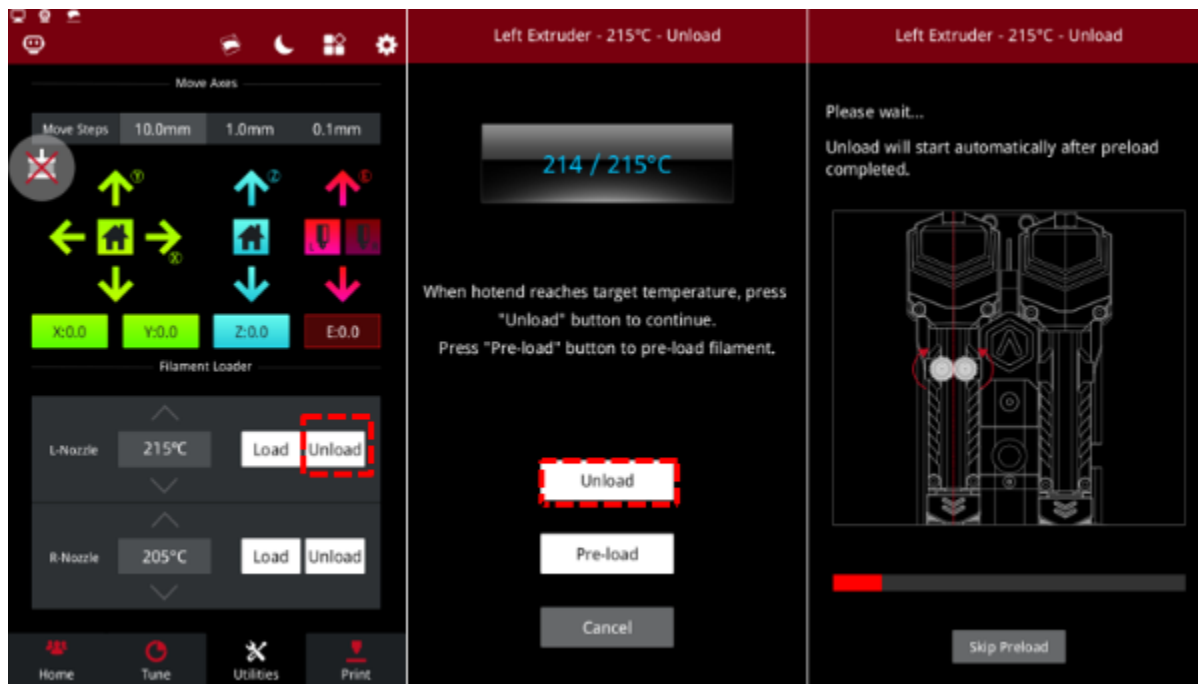 Move Axes
Move Steps 10.0mm 1.0mm 0.1mm
Y Z E
L
X
X:0.0 Y:0.0 Z:0.0 E:0.0
Filament Loader
L-Nozzle 215°C Load Unload
R-Nozzle 205°C Load Unload
Home Tune Utilities Print
Left Extruder - 215°C - Unload
214 / 215°C
When hotend reaches target temperature, press
"Unload" button to continue.
Press "Pre-load" button to pre-load filament.
Unload
Pre-load
Cancel
Left Extruder - 215°C - Unload
Please wait...
Unload will start automatically after preload
completed.
Skip Preload